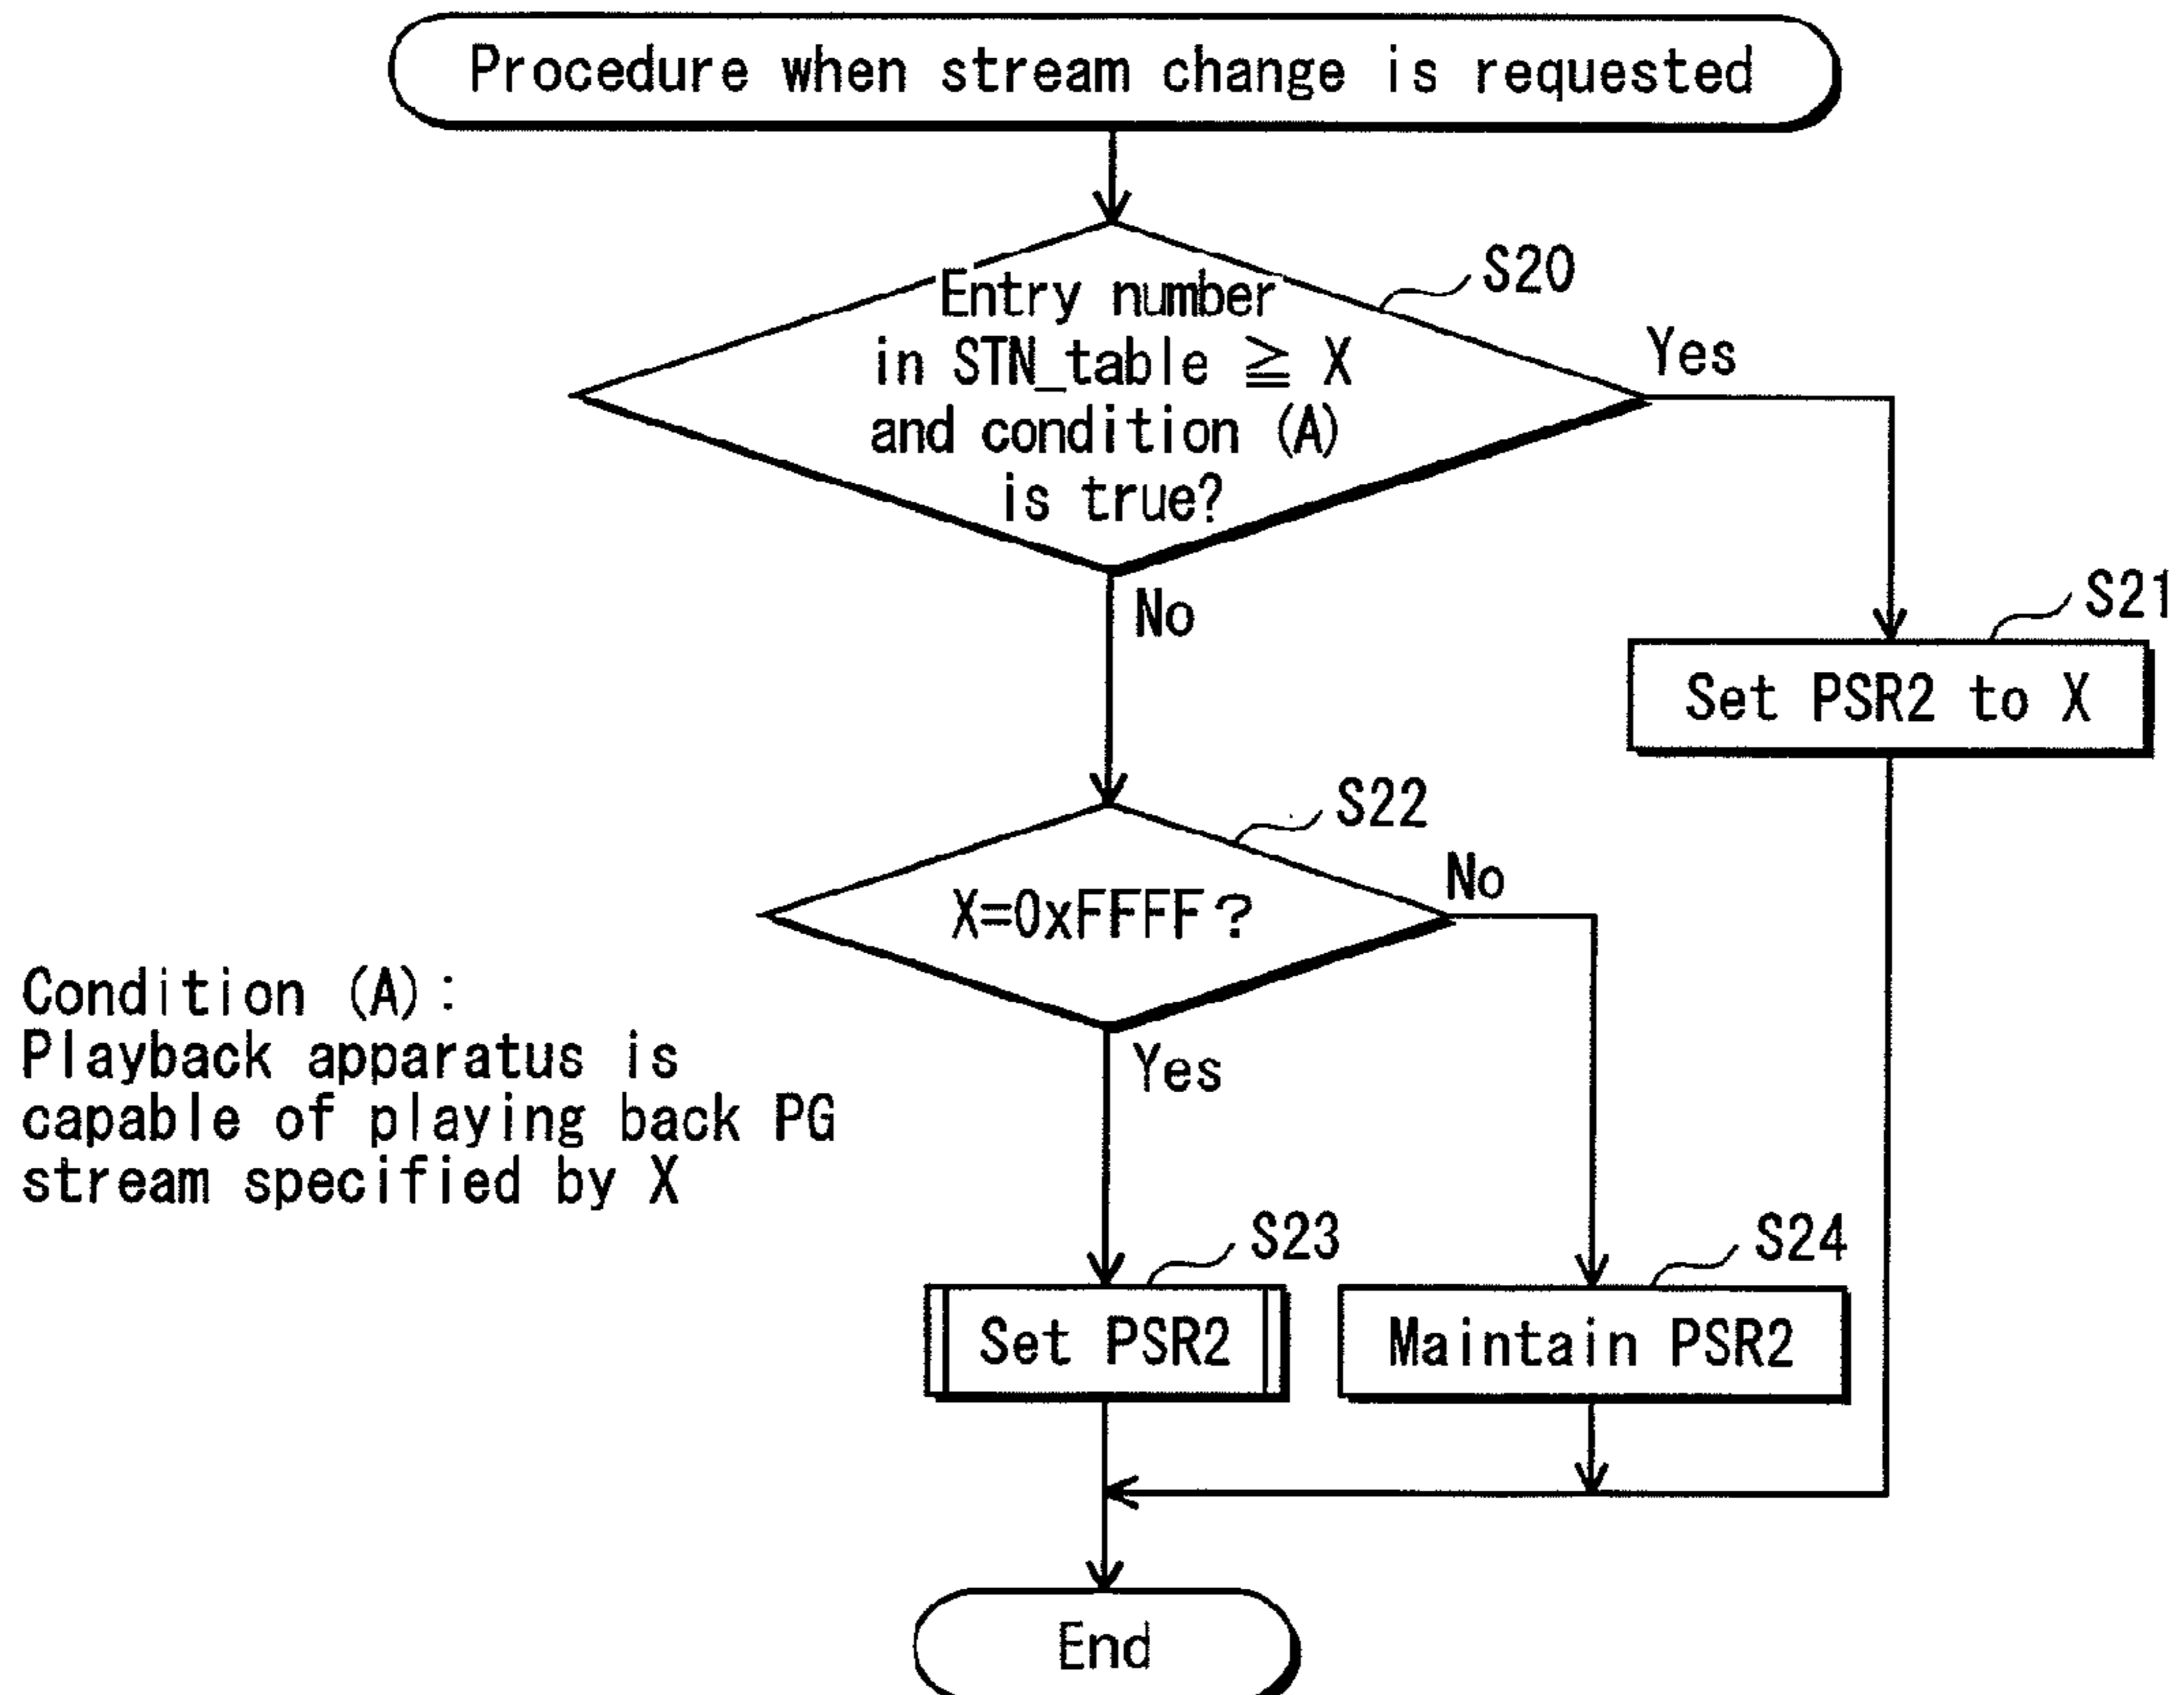 Procedure when stream change is requested
S20
Entry number
in STN_table ≧ X
and condition (A)
is true?
Yes
No
S21
Set PSR2 to X
S22
X=0xFFFF?
No
Yes
Condition (A):
Playback apparatus is
capable of playing back PG
stream specified by X
S23
Set PSR2
S24
Maintain PSR2
End